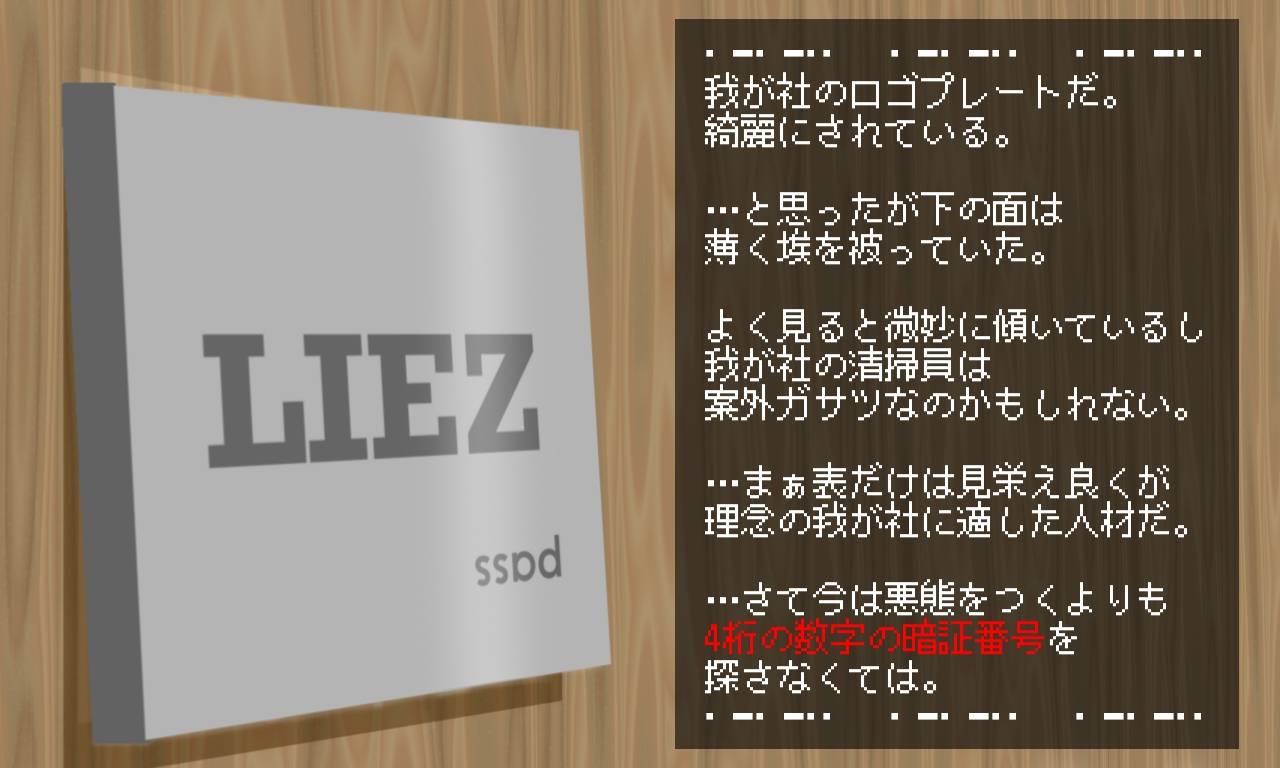 LIEZ
pass
・ －・ －・・　・ －・ －・・　・ －・ －・・
我が社のロゴプレートだ。
綺麗にされている。
…と思ったが下の面は
薄く埃を被っていた。
よく見ると微妙に傾いているし
我が社の清掃員は
案外ガサツなのかもしれない。
…まぁ表だけは見栄え良くが
理念の我が社に適した人材だ。
…さて今は悪態をつくよりも
4桁の数字の暗証番号を
探さなくては。
・ －・ －・・　・ －・ －・・　・ －・ －・・